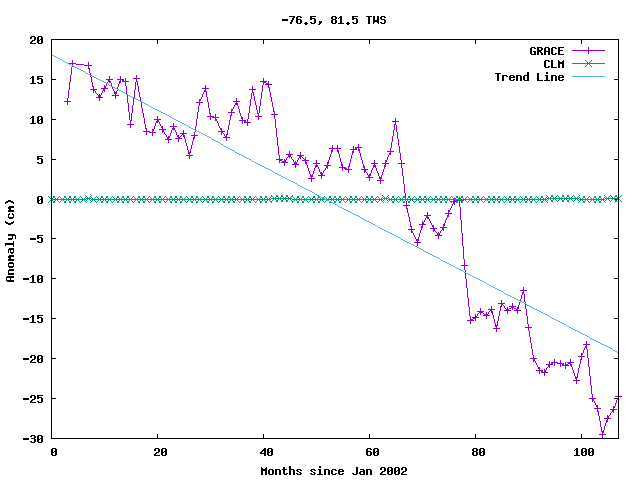 -76.5, 81.5 TWS
GRACE
CLM
Trend Line
20
15
10
5
0
-5
-10
-15
-20
-25
-30
Anomaly (cm)
0 20 40 60 80 100
Months since Jan 2002